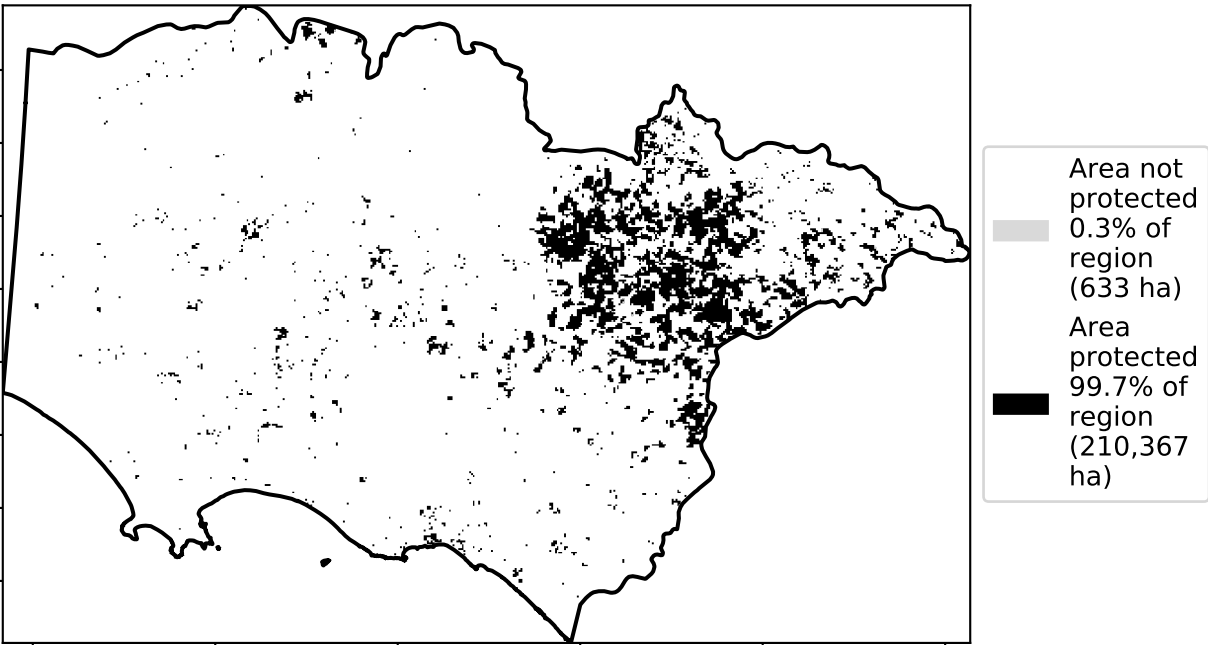 Area not
protected
0.3% of
region
(633 ha)
Area
protected
99.7% of
region
(210,367
ha)